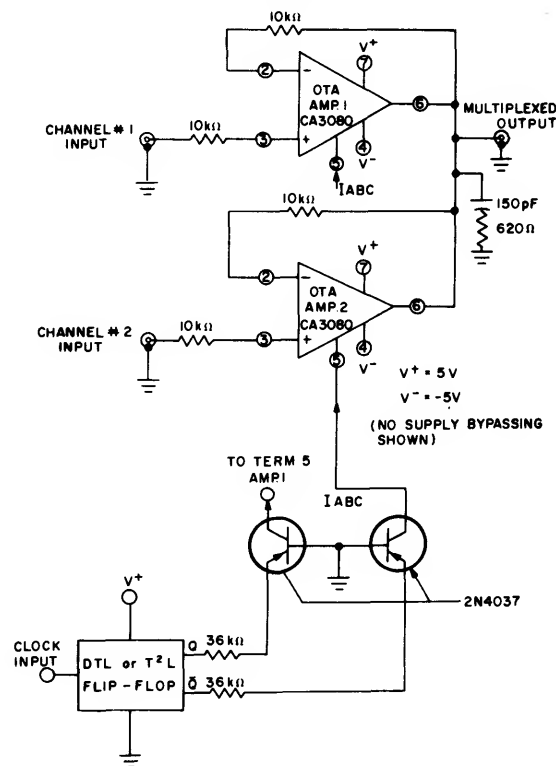 10kΩ
V⁺
7
2
−
OTA
AMP.1
CA3080
6
MULTIPLEXED
OUTPUT
CHANNEL # 1
INPUT
10kΩ
3
+
4
V⁻
5
IABC
10kΩ
150pF
620Ω
V⁺
7
2
−
OTA
AMP.2
CA3080
6
CHANNEL # 2
INPUT
10kΩ
3
+
4
V⁻
5
V⁺ = 5V
V⁻ = -5V
(NO SUPPLY BYPASSING
SHOWN)
TO TERM 5
AMP.1
IABC
2N4037
V⁺
CLOCK
INPUT
DTL or T²L
FLIP-FLOP
Q 36kΩ
Q̄ 36kΩ